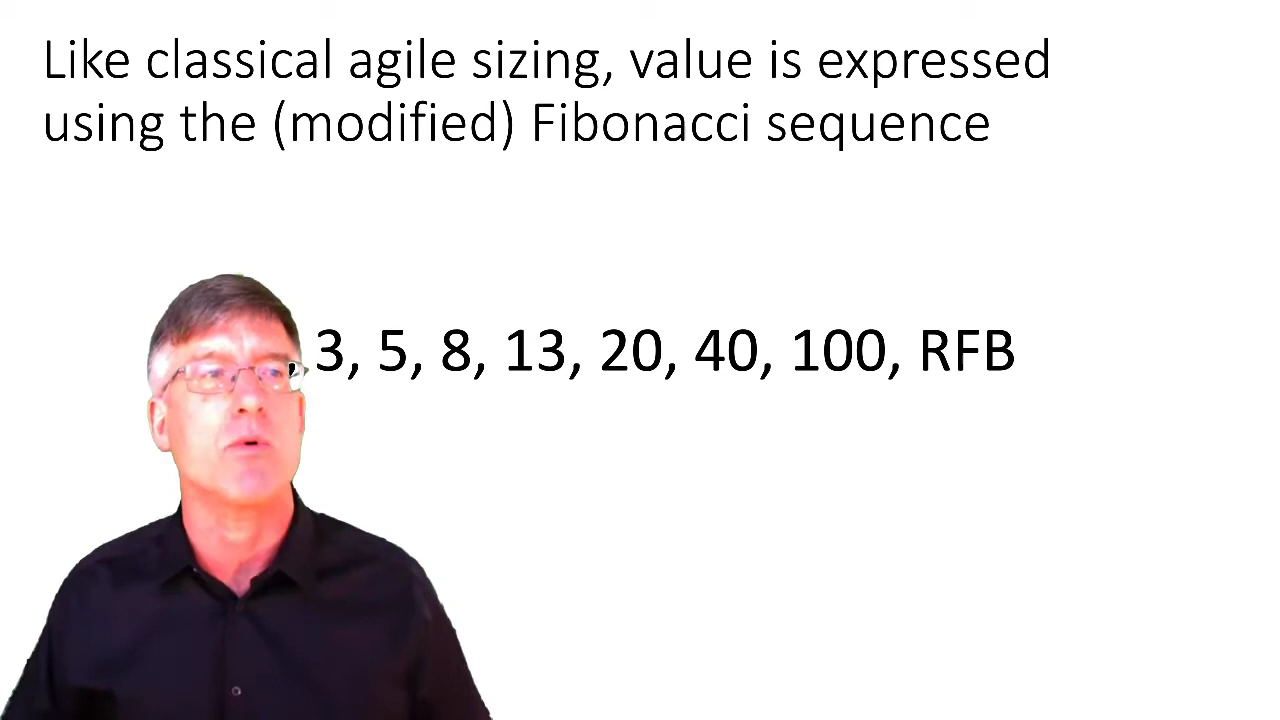 Like classical agile sizing, value is expressed
using the (modified) Fibonacci sequence
, 3, 5, 8, 13, 20, 40, 100, RFB